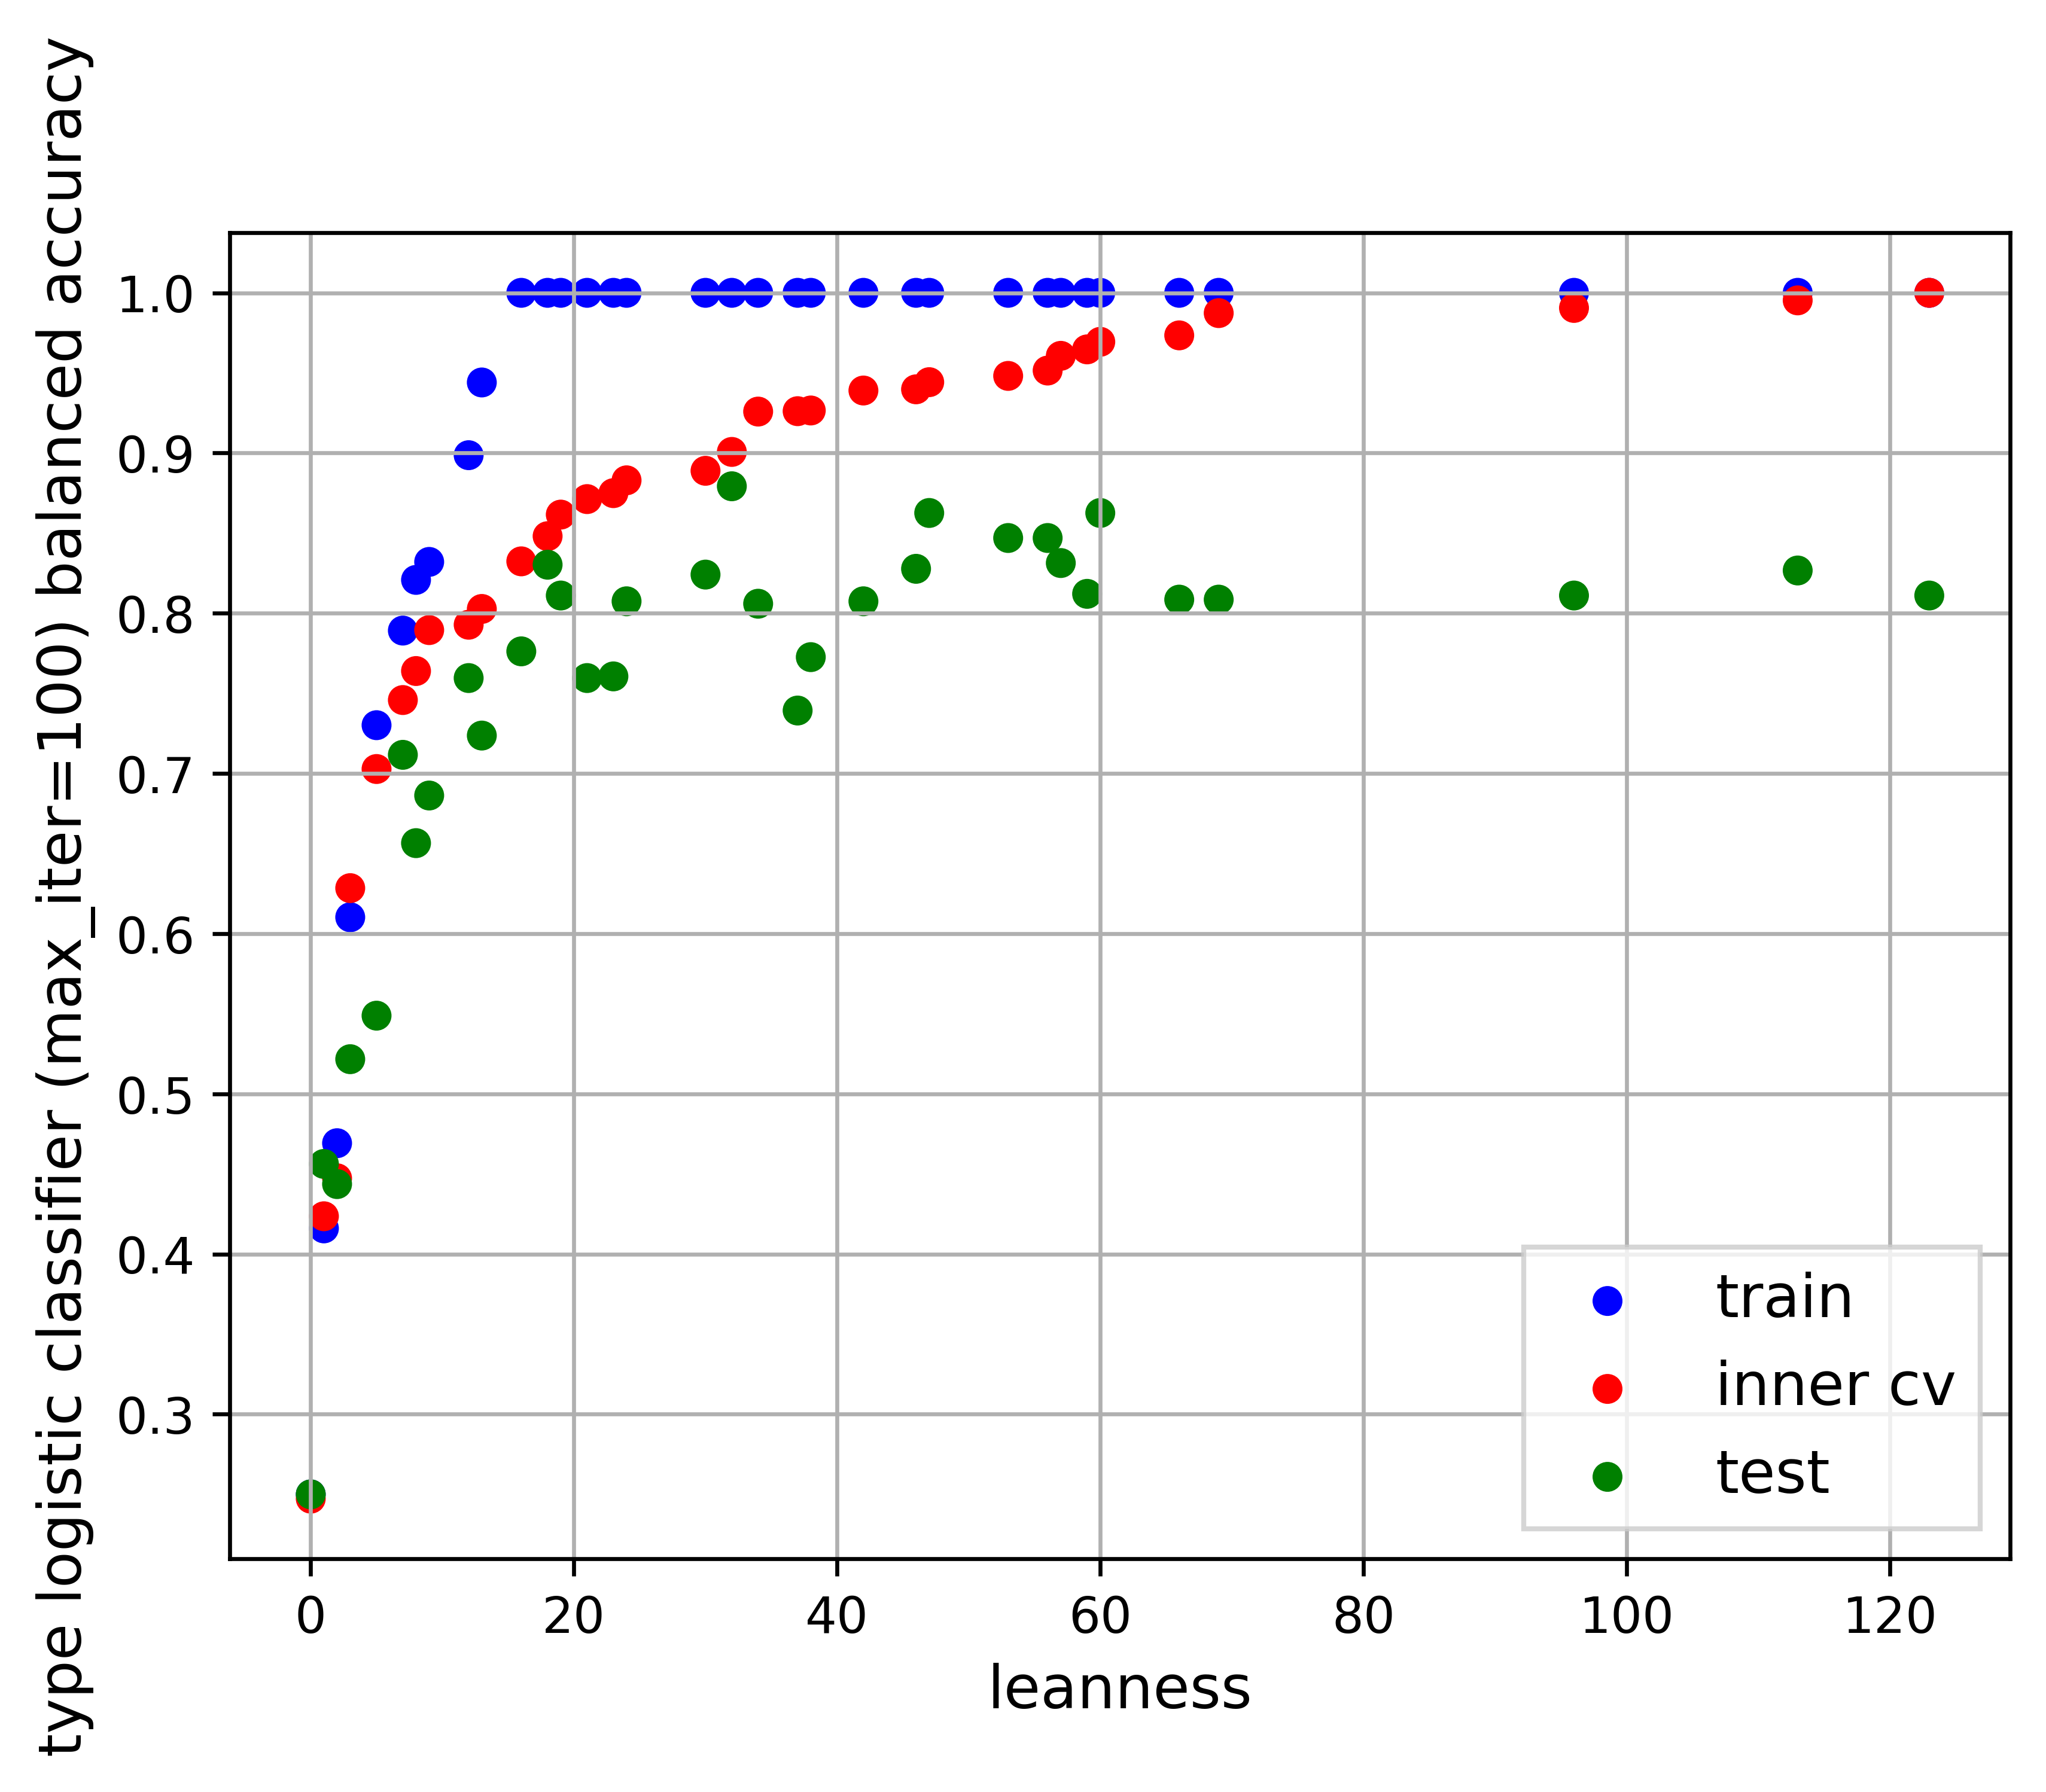 type logistic classifier (max_iter=100) balanced accuracy
1.0
0.9
0.8
0.7
0.6
0.5
0.4
0.3
train
inner cv
test
0 20 40 60 80 100 120
leanness